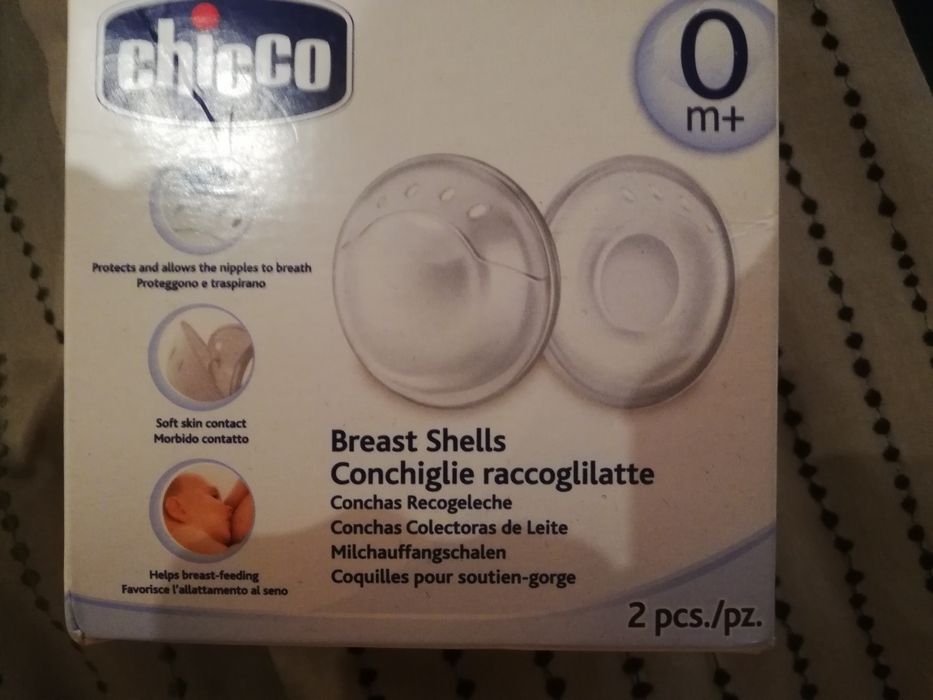 chicco
0
m+
Protects and allows the nipples to breath
Proteggono e traspirano
Soft skin contact
Morbido contatto
Helps breast-feeding
Favorisce l'allattamento al seno
Breast Shells
Conchiglie raccoglilatte
Conchas Recogeleche
Conchas Colectoras de Leite
Milchauffangschalen
Coquilles pour soutien-gorge
2 pcs./pz.